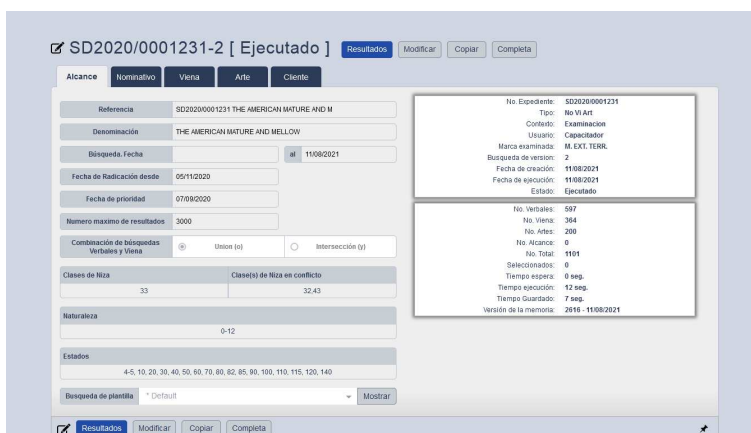 SD2020/0001231-2 [ Ejecutado ] Resultados Modificar Copiar Completa
Alcance Nominativo Viena Arte Cliente
Referencia SD2020/0001231 THE AMERICAN MATURE AND M
Denominación THE AMERICAN MATURE AND MELLOW
Búsqueda. Fecha al 11/08/2021
Fecha de Radicación desde 05/11/2020
Fecha de prioridad 07/09/2020
Numero maximo de resultados 3000
Combinación de búsquedas
Verbales y Viena
Union (o) Intersección (y)
Clases de Niza Clase(s) de Niza en conflicto
33 32,43
Naturaleza
0-12
Estados
4-5, 10, 20, 30, 40, 50, 60, 70, 80, 82, 85, 90, 100, 110, 115, 120, 140
Busqueda de plantilla * Default Mostrar
Resultados Modificar Copiar Completa
No. Expediente: SD2020/0001231
Tipo: No Vi Art
Contexto: Examinacion
Usuario: Capacitador
Marca examinada: M. EXT. TERR.
Busqueda de version: 2
Fecha de creación: 11/08/2021
Fecha de ejecución: 11/08/2021
Estado: Ejecutado
No. Verbales: 597
No. Viena: 364
No. Artes: 200
No. Alcance: 0
No. Total: 1101
Seleccionados: 0
Tiempo espera: 0 seg.
Tiempo ejecución: 12 seg.
Tiempo Guardado: 7 seg.
Versión de la memoria: 2616 - 11/08/2021